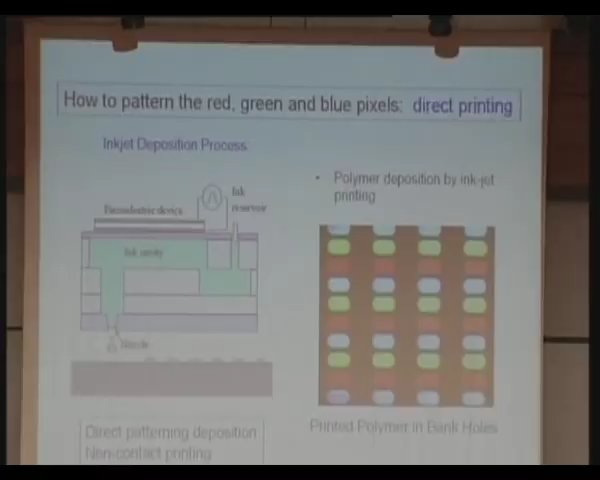 How to pattern the red, green and blue pixels: direct printing
Inkjet Deposition Process
• Polymer deposition by ink-jet
printing
Ink
reservoir
Piezoelectric device
Ink cavity
Nozzle
Printed Polymer in Bank Holes
Direct patterning deposition
Non-contact printing